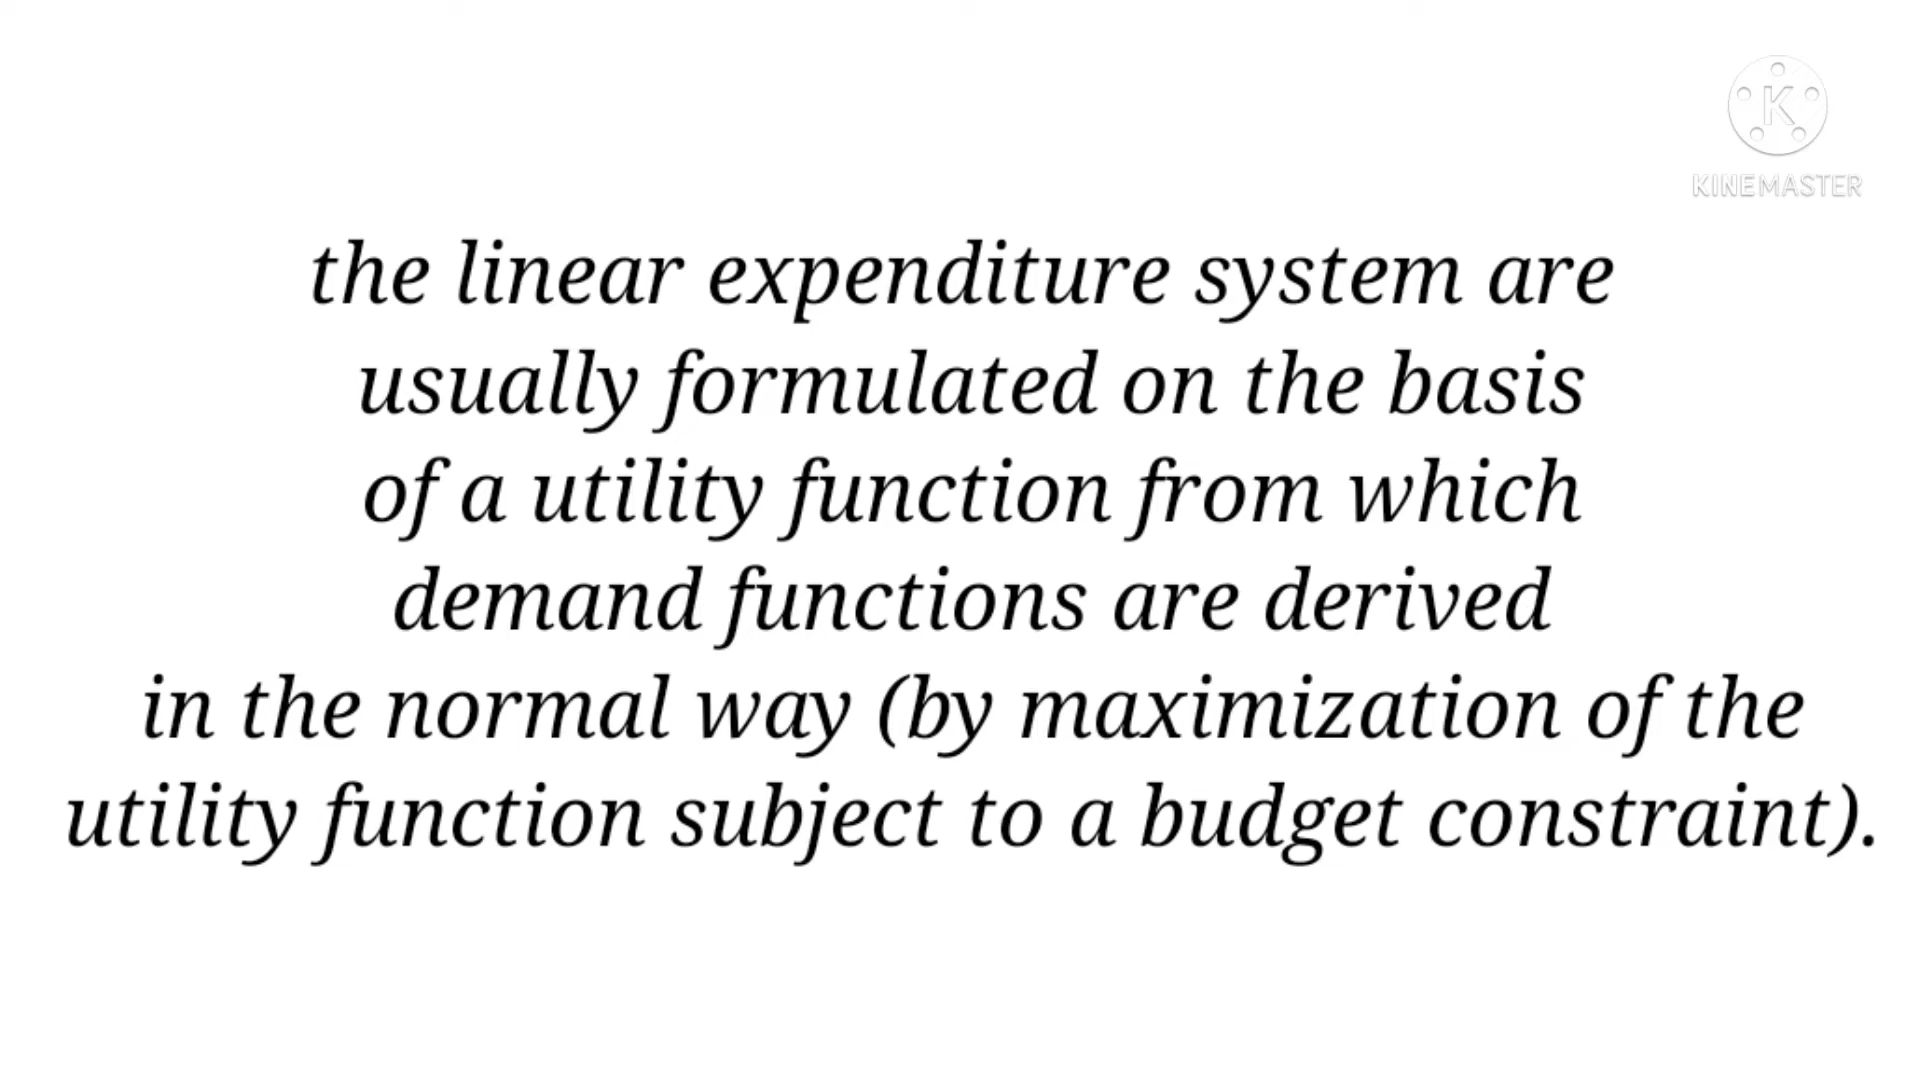 KINEMASTER
the linear expenditure system are
usually formulated on the basis
of a utility function from which
demand functions are derived
in the normal way (by maximization of the
utility function subject to a budget constraint).